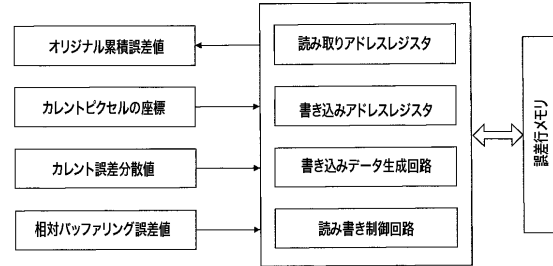 オリジナル累積誤差値
カレントピクセルの座標
カレント誤差分散値
相対バッファリング誤差値
読み取りアドレスレジスタ
書き込みアドレスレジスタ
書き込みデータ生成回路
読み書き制御回路
誤差行メモリ